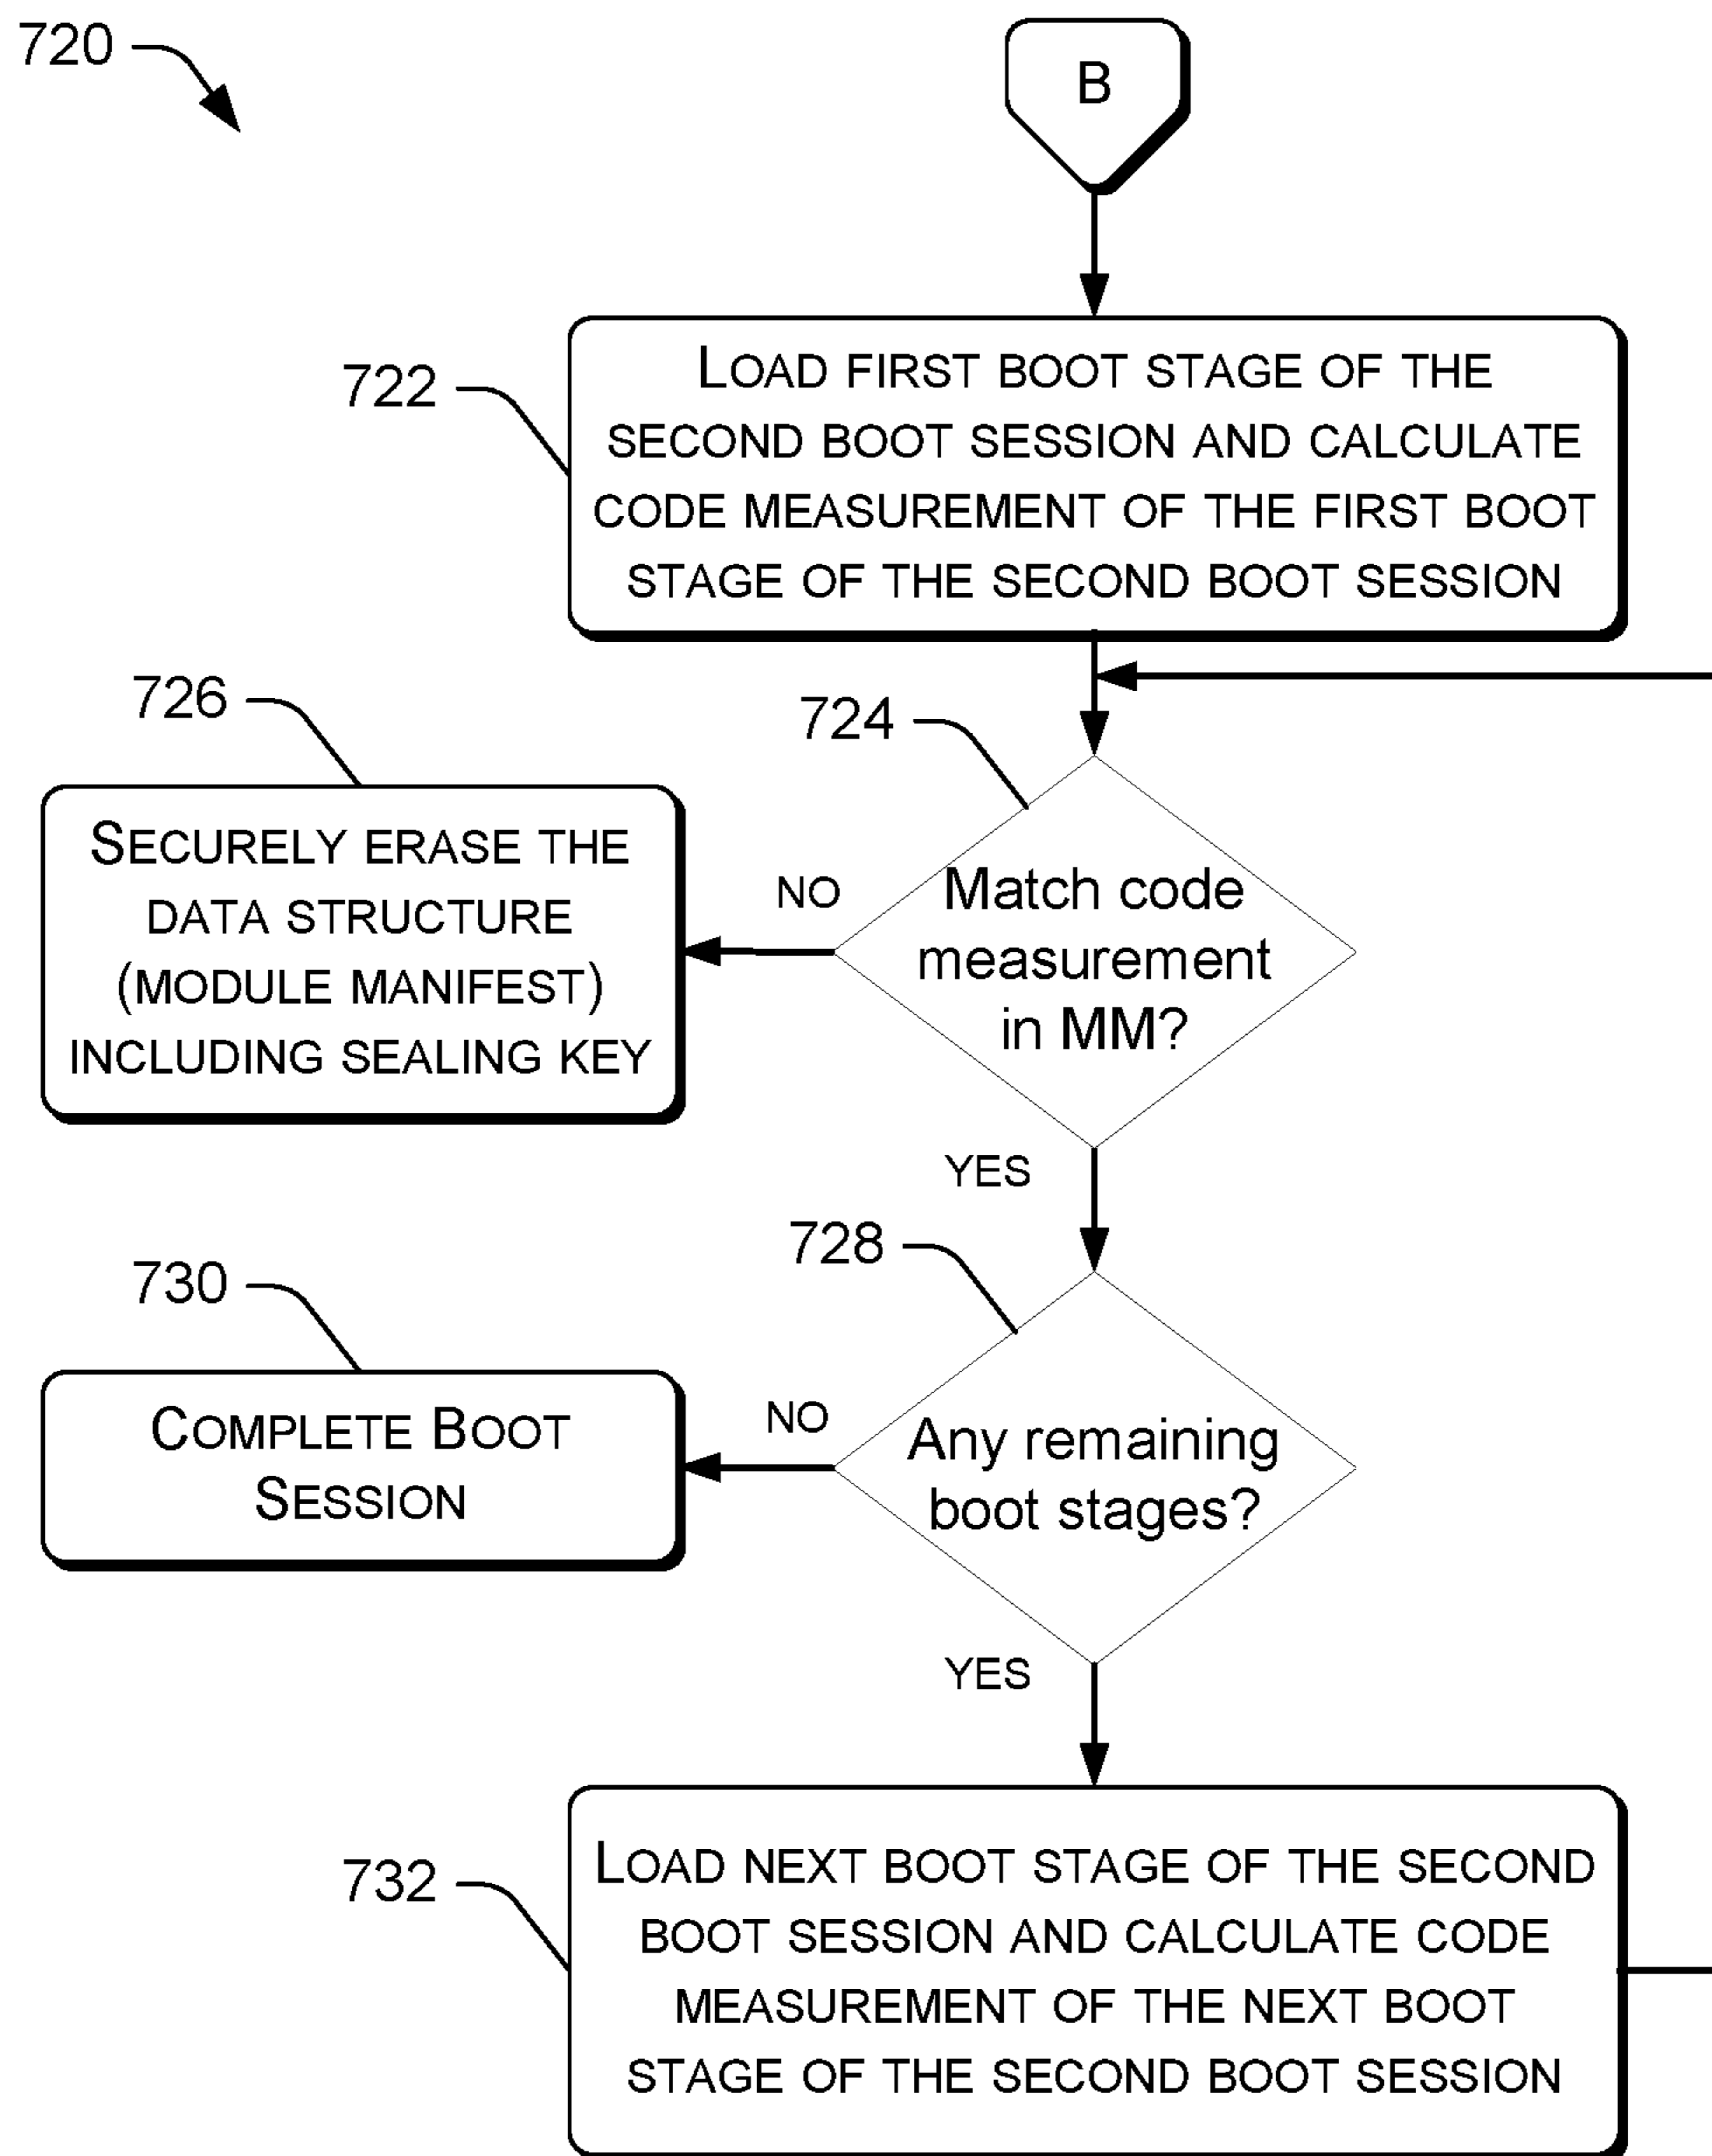 720
B
722
LOAD FIRST BOOT STAGE OF THE
SECOND BOOT SESSION AND CALCULATE
CODE MEASUREMENT OF THE FIRST BOOT
STAGE OF THE SECOND BOOT SESSION
726
724
SECURELY ERASE THE
DATA STRUCTURE
(MODULE MANIFEST)
INCLUDING SEALING KEY
NO
Match code
measurement
in MM?
YES
728
730
COMPLETE BOOT
SESSION
NO
Any remaining
boot stages?
YES
732
LOAD NEXT BOOT STAGE OF THE SECOND
BOOT SESSION AND CALCULATE CODE
MEASUREMENT OF THE NEXT BOOT
STAGE OF THE SECOND BOOT SESSION